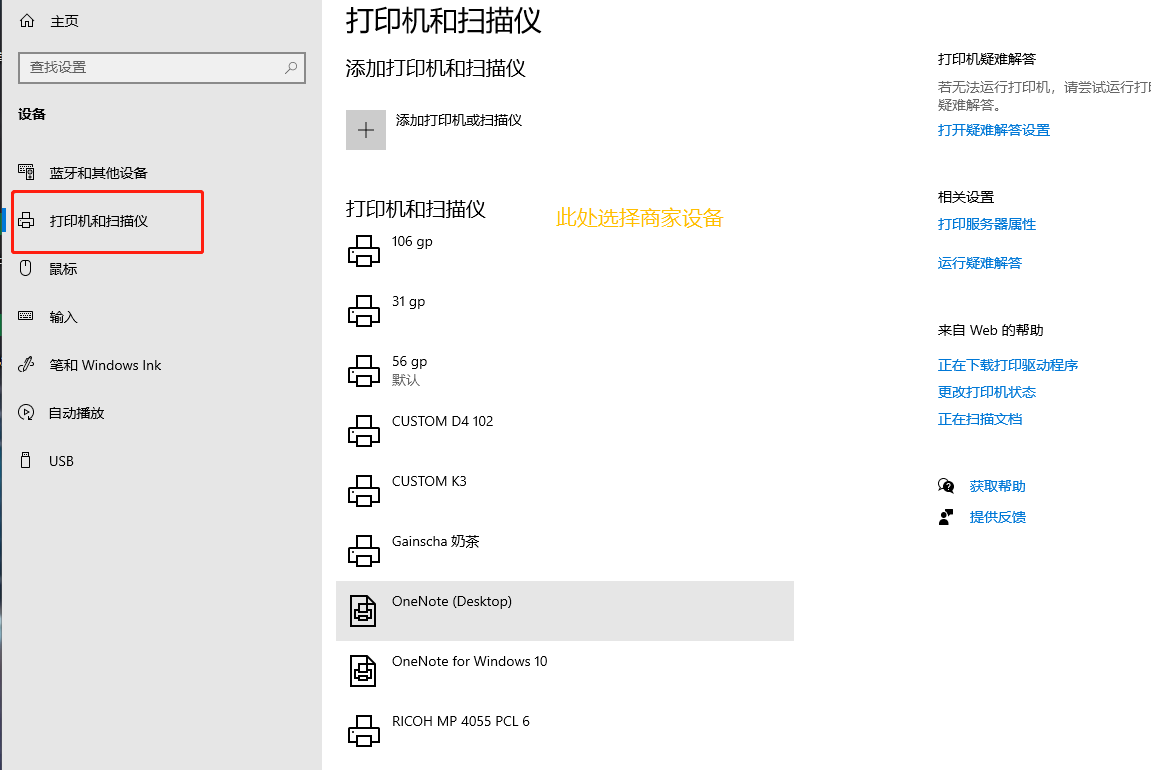 主页
查找设置
设备
蓝牙和其他设备
打印机和扫描仪
鼠标
输入
笔和 Windows Ink
自动播放
USB
打印机和扫描仪
添加打印机和扫描仪
添加打印机或扫描仪
打印机和扫描仪
此处选择商家设备
106 gp
31 gp
56 gp
默认
CUSTOM D4 102
CUSTOM K3
Gainscha 奶茶
OneNote (Desktop)
OneNote for Windows 10
RICOH MP 4055 PCL 6
打印机疑难解答
若无法运行打印机，请尝试运行打印
疑难解答。
打开疑难解答设置
相关设置
打印服务器属性
运行疑难解答
来自 Web 的帮助
正在下载打印驱动程序
更改打印机状态
正在扫描文档
获取帮助
提供反馈